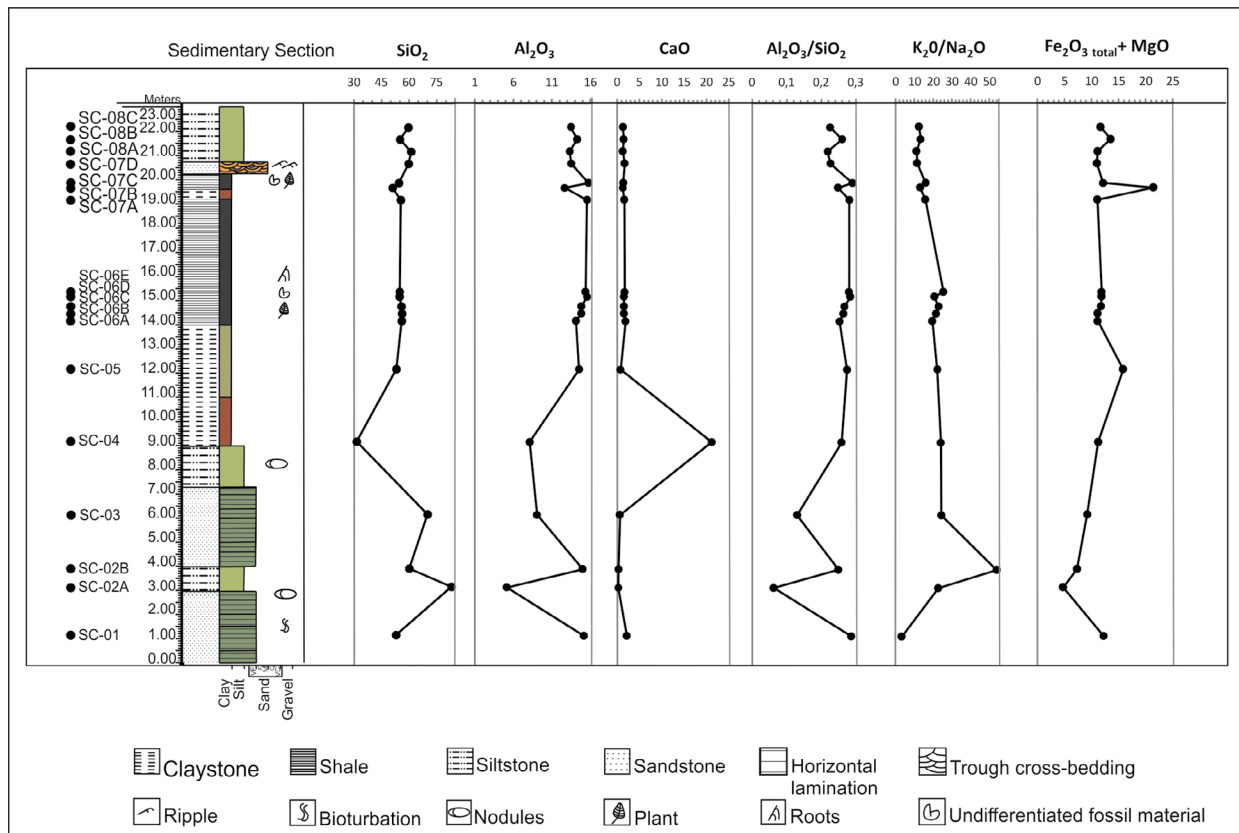 Sedimentary Section
SiO₂
Al₂O₃
CaO
Al₂O₃/SiO₂
K₂0/Na₂O
Fe₂O₃ total+ MgO
30 45 60 75
1 6 11 16
0 5 10 15 20 25
0 0,1 0,2 0,3
0 10 20 30 40 50
0 5 10 15 20 25
Meters
SC-08C 23.00
SC-08B 22.00
SC-08A 21.00
SC-07D
SC-07C 20.00
SC-07B 19.00
SC-07A
18.00
17.00
16.00
SC-06E
SC-06D
SC-06C 15.00
SC-06B
SC-06A 14.00
13.00
SC-05 12.00
11.00
10.00
SC-04 9.00
8.00
7.00
SC-03 6.00
5.00
SC-02B 4.00
SC-02A 3.00
2.00
SC-01 1.00
0.00
Clay
Silt
Sand
Gravel
Claystone
Shale
Siltstone
Sandstone
Horizontal
lamination
Trough cross-bedding
Ripple
Bioturbation
Nodules
Plant
Roots
Undifferentiated fossil material